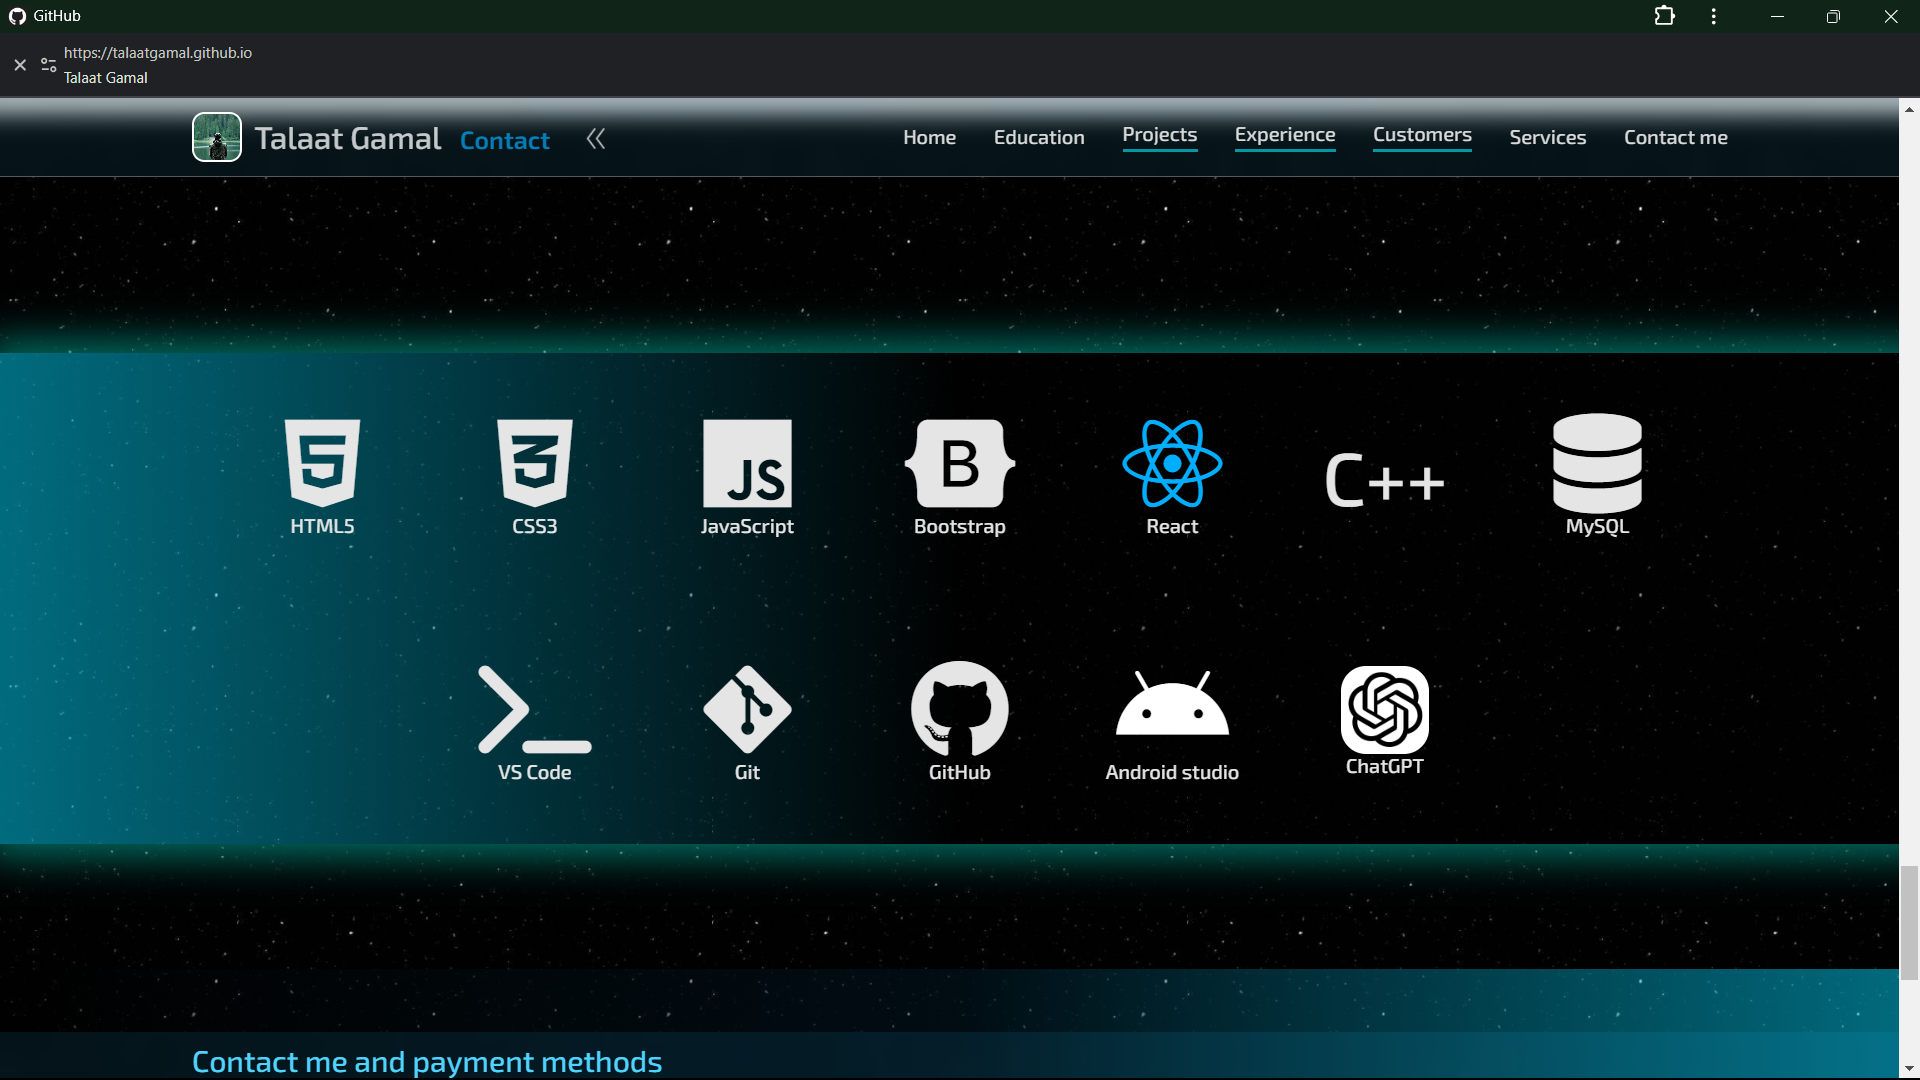 GitHub
https://talaatgamal.github.io
Talaat Gamal
Talaat Gamal Contact Home Education Projects Experience Customers Services Contact me
5 3 JS B C++
HTML5 CSS3 JavaScript Bootstrap React MySQL
VS Code Git GitHub Android studio ChatGPT
Contact me and payment methods